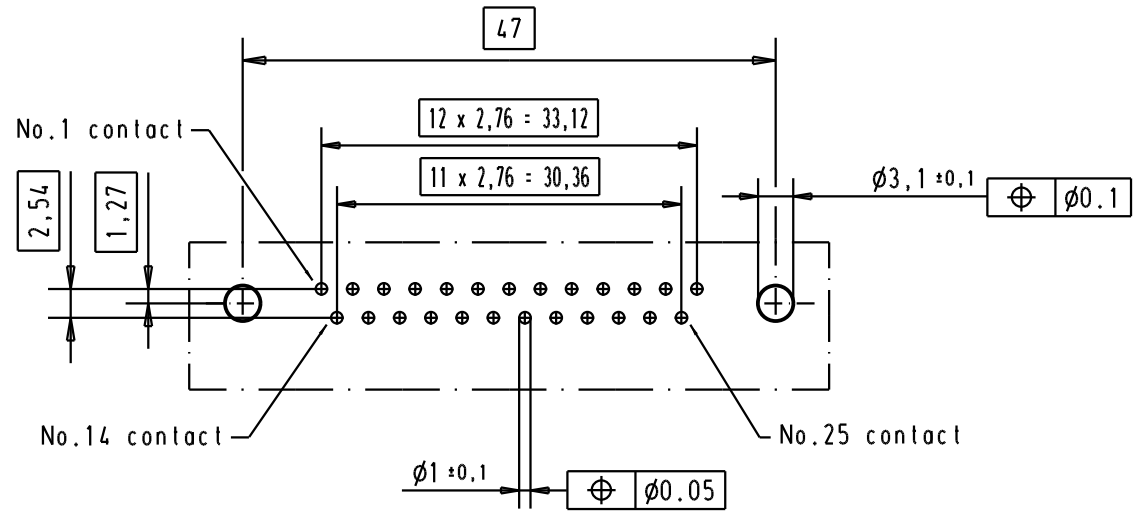 47
12 x 2,76 = 33,12
No.1 contact
11 x 2,76 = 30,36
2,54
1,27
Ø3,1 ±0,1
⌖ Ø0.1
No.14 contact
No.25 contact
Ø1 ±0,1
⌖ Ø0.05